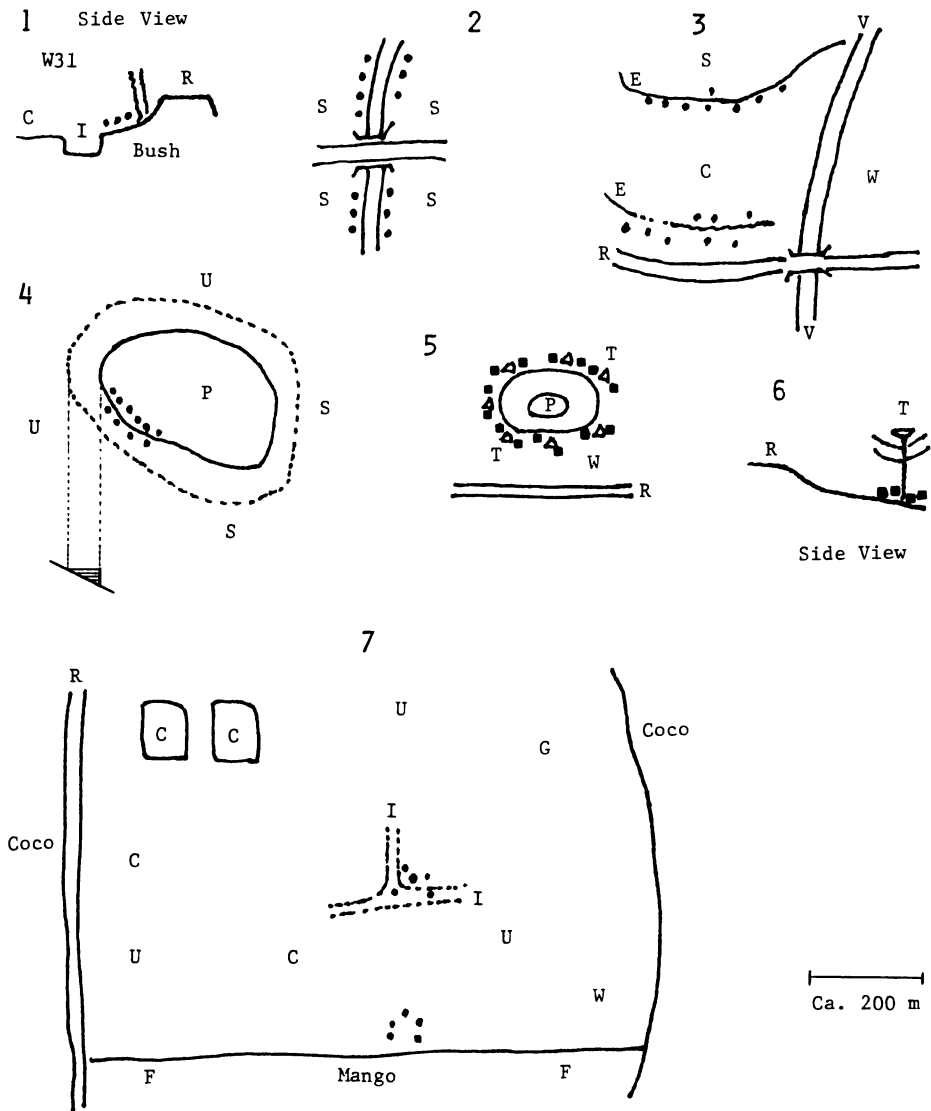 1 Side View
W31
R
C
I
Bush
2
S S
S S
3
V
E S
C W
E
R
V
4
U
P
U S
S
5
T
P
T W
R
6
T
R
Side View
7
R
C C U
G Coco
I
Coco
C
I
U
U C
W
Ca. 200 m
F Mango F